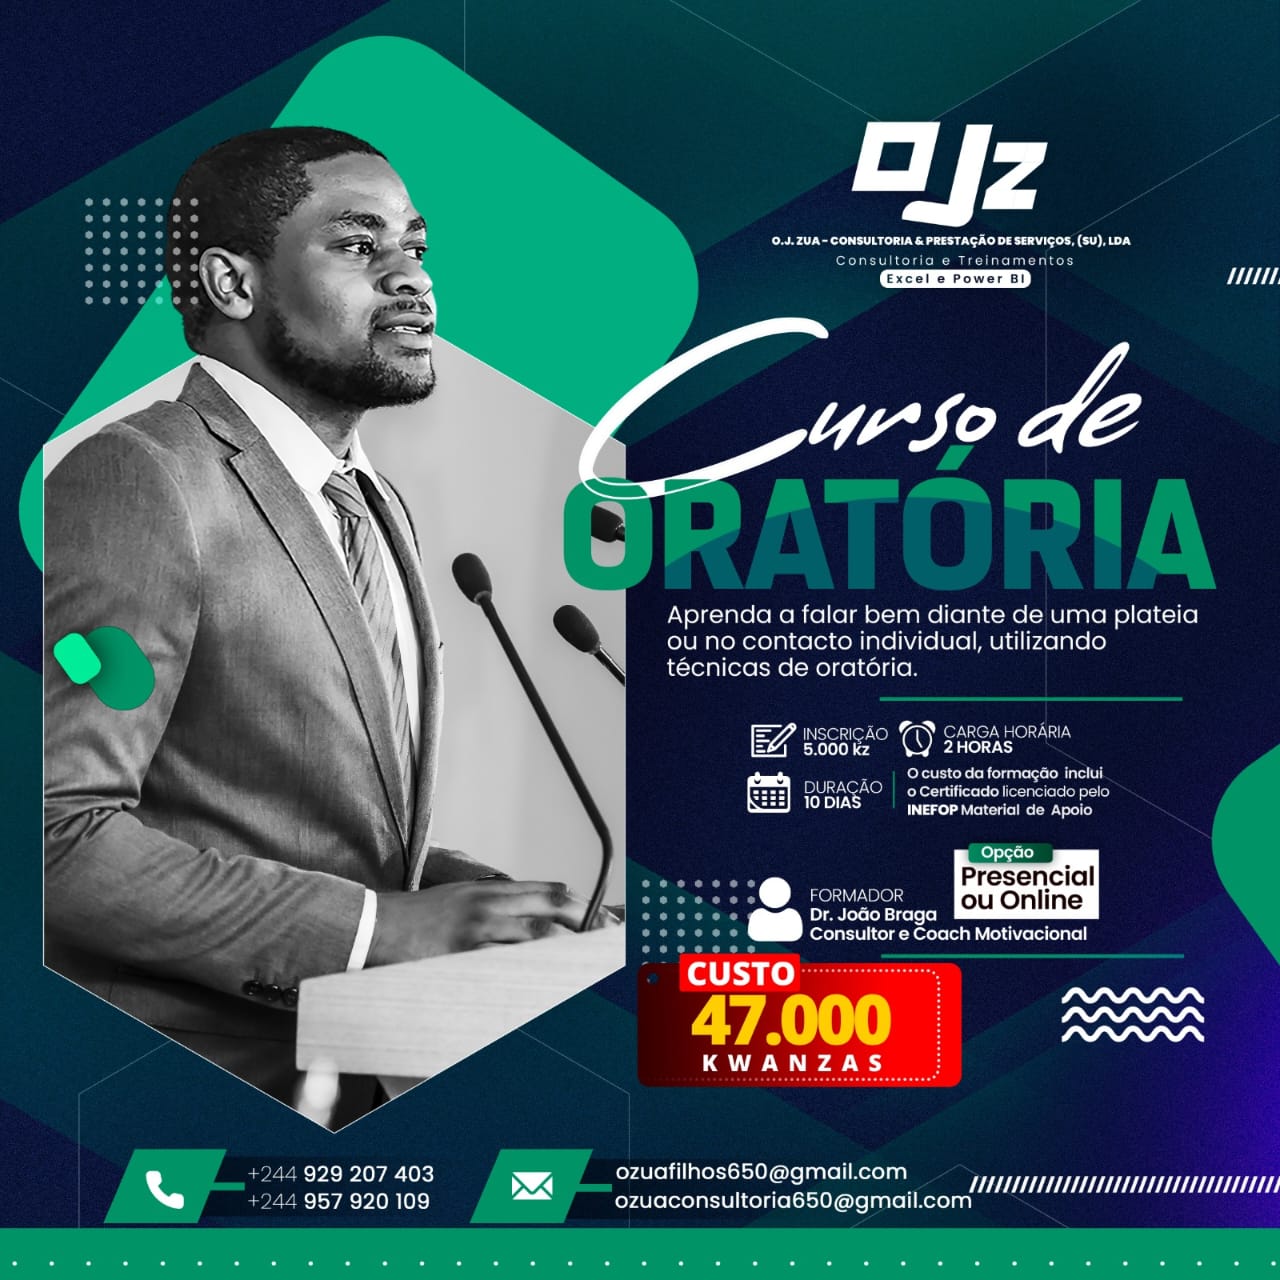 OJZ
O.J. ZUA - CONSULTORIA & PRESTAÇÃO DE SERVIÇOS, (SU), LDA
Consultoria e Treinamentos
Excel e Power BI
Curso de
ORATÓRIA
Aprenda a falar bem diante de uma plateia
ou no contacto individual, utilizando
técnicas de oratória.
INSCRIÇÃO
5.000 kz
CARGA HORÁRIA
2 HORAS
DURAÇÃO
10 DIAS
O custo da formação inclui
o Certificado licenciado pelo
INEFOP Material de Apoio
Opção
Presencial
ou Online
FORMADOR
Dr. João Braga
Consultor e Coach Motivacional
CUSTO
47.000
KWANZAS
+244 929 207 403
+244 957 920 109
ozuafilhos650@gmail.com
ozuaconsultoria650@gmail.com